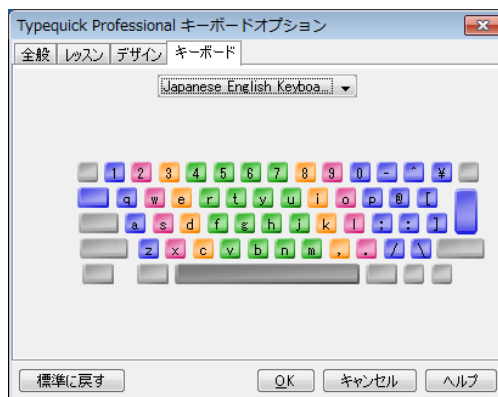 Typequick Professional キーボードオプション
全般 レッスン デザイン キーボード
Japanese English Keyboa...
1 2 3 4 5 6 7 8 9 0 - ^ ¥
q w e r t y u i o p @ [
a s d f g h j k l ; : ]
z x c v b n m , . / \
標準に戻す OK キャンセル ヘルプ